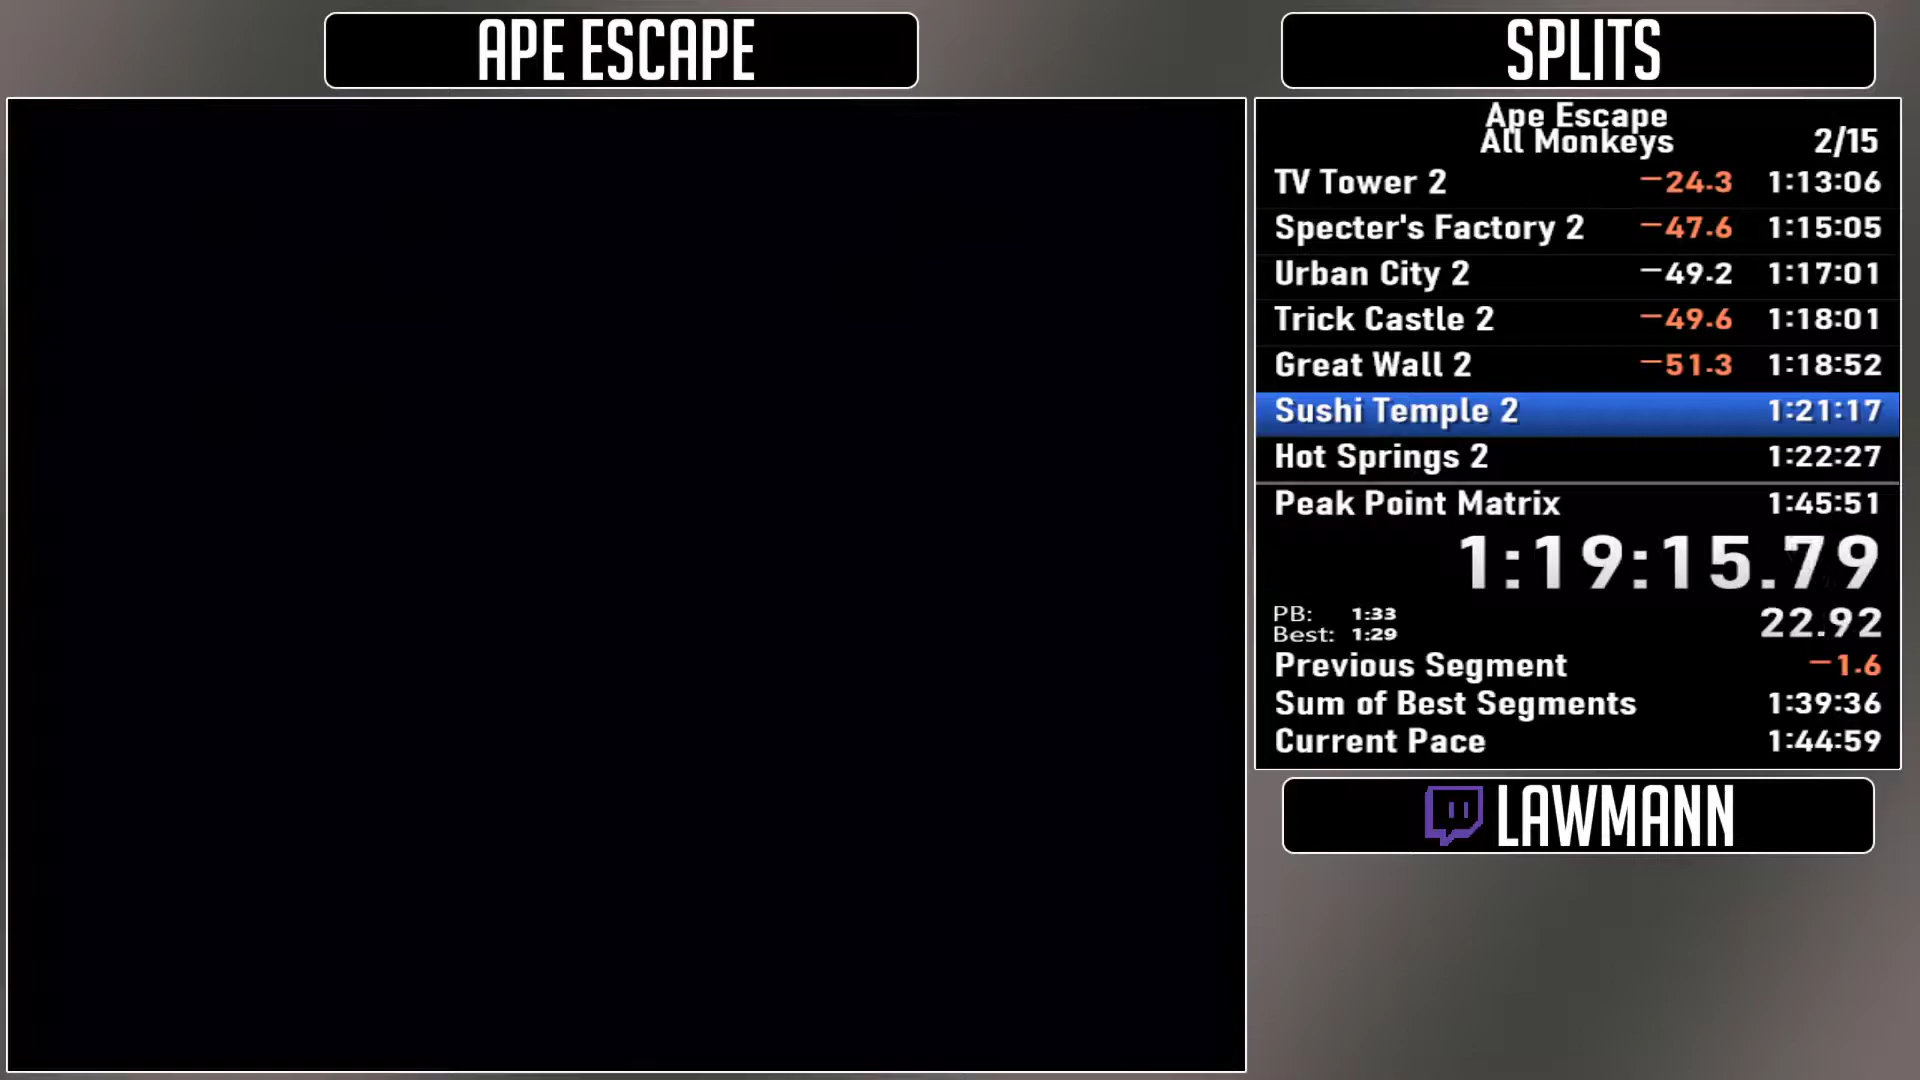 APE ESCAPE
SPLITS
Ape Escape
All Monkeys 2/15
TV Tower 2 −24.3 1:13:06
Specter's Factory 2 −47.6 1:15:05
Urban City 2 −49.2 1:17:01
Trick Castle 2 −49.6 1:18:01
Great Wall 2 −51.3 1:18:52
Sushi Temple 2 1:21:17
Hot Springs 2 1:22:27
Peak Point Matrix 1:45:51
1:19:15.79
PB: 1:33 22.92
Best: 1:29
Previous Segment −1.6
Sum of Best Segments 1:39:36
Current Pace 1:44:59
LAWMANN